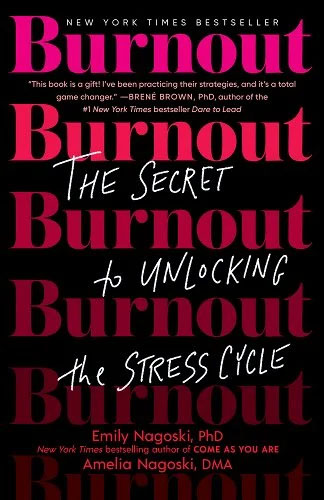 NEW YORK TIMES BESTSELLER
Burnout
"This book is a gift! I've been practicing their strategies, and it's a total
game changer." —BRENÉ BROWN, PhD, author of the
#1 New York Times bestseller Dare to Lead
Burnout
THE SECRET
Burnout
to UNLOCKING
Burnout
the STRESS CYCLE
Burnout
Emily Nagoski, PhD
New York Times bestselling author of COME AS YOU ARE
Amelia Nagoski, DMA
Burnout